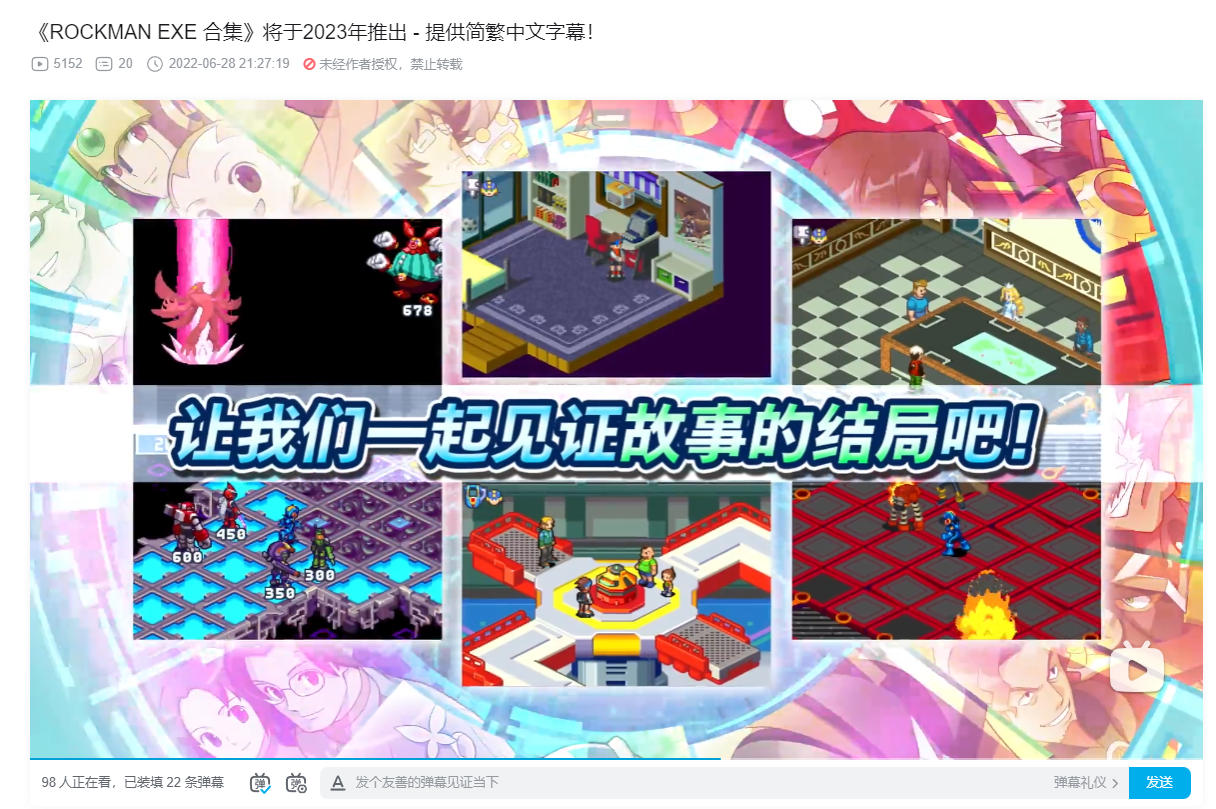 《ROCKMAN EXE 合集》将于2023年推出 - 提供简繁中文字幕！
5152 20 2022-06-28 21:27:19 未经作者授权，禁止转载
678
让我们一起见证故事的结局吧！
450
600
300
350
98 人正在看，已装填 22 条弹幕 弹 弹 A 发个友善的弹幕见证当下 弹幕礼仪 > 发送